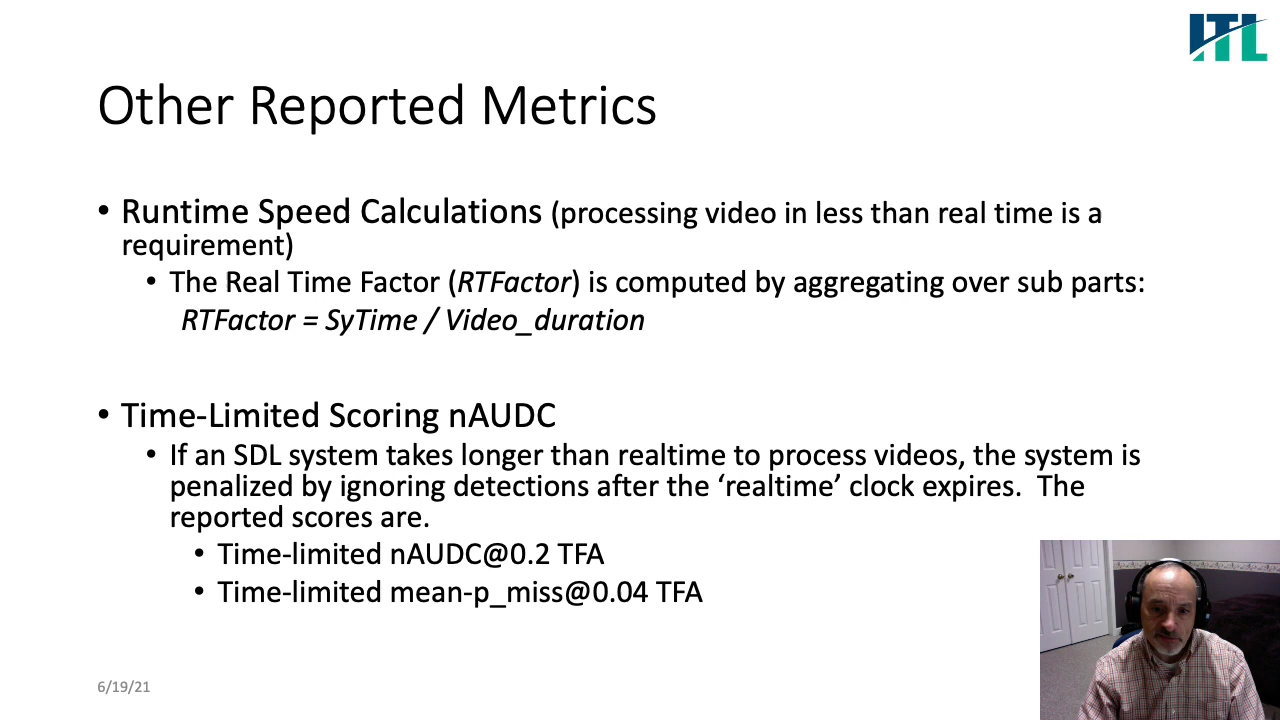 ITL
Other Reported Metrics
• Runtime Speed Calculations (processing video in less than real time is a
requirement)
• The Real Time Factor (RTFactor) is computed by aggregating over sub parts:
RTFactor = SyTime / Video_duration
• Time-Limited Scoring nAUDC
• If an SDL system takes longer than realtime to process videos, the system is
penalized by ignoring detections after the ‘realtime’ clock expires.  The
reported scores are.
• Time-limited nAUDC@0.2 TFA
• Time-limited mean-p_miss@0.04 TFA
6/19/21